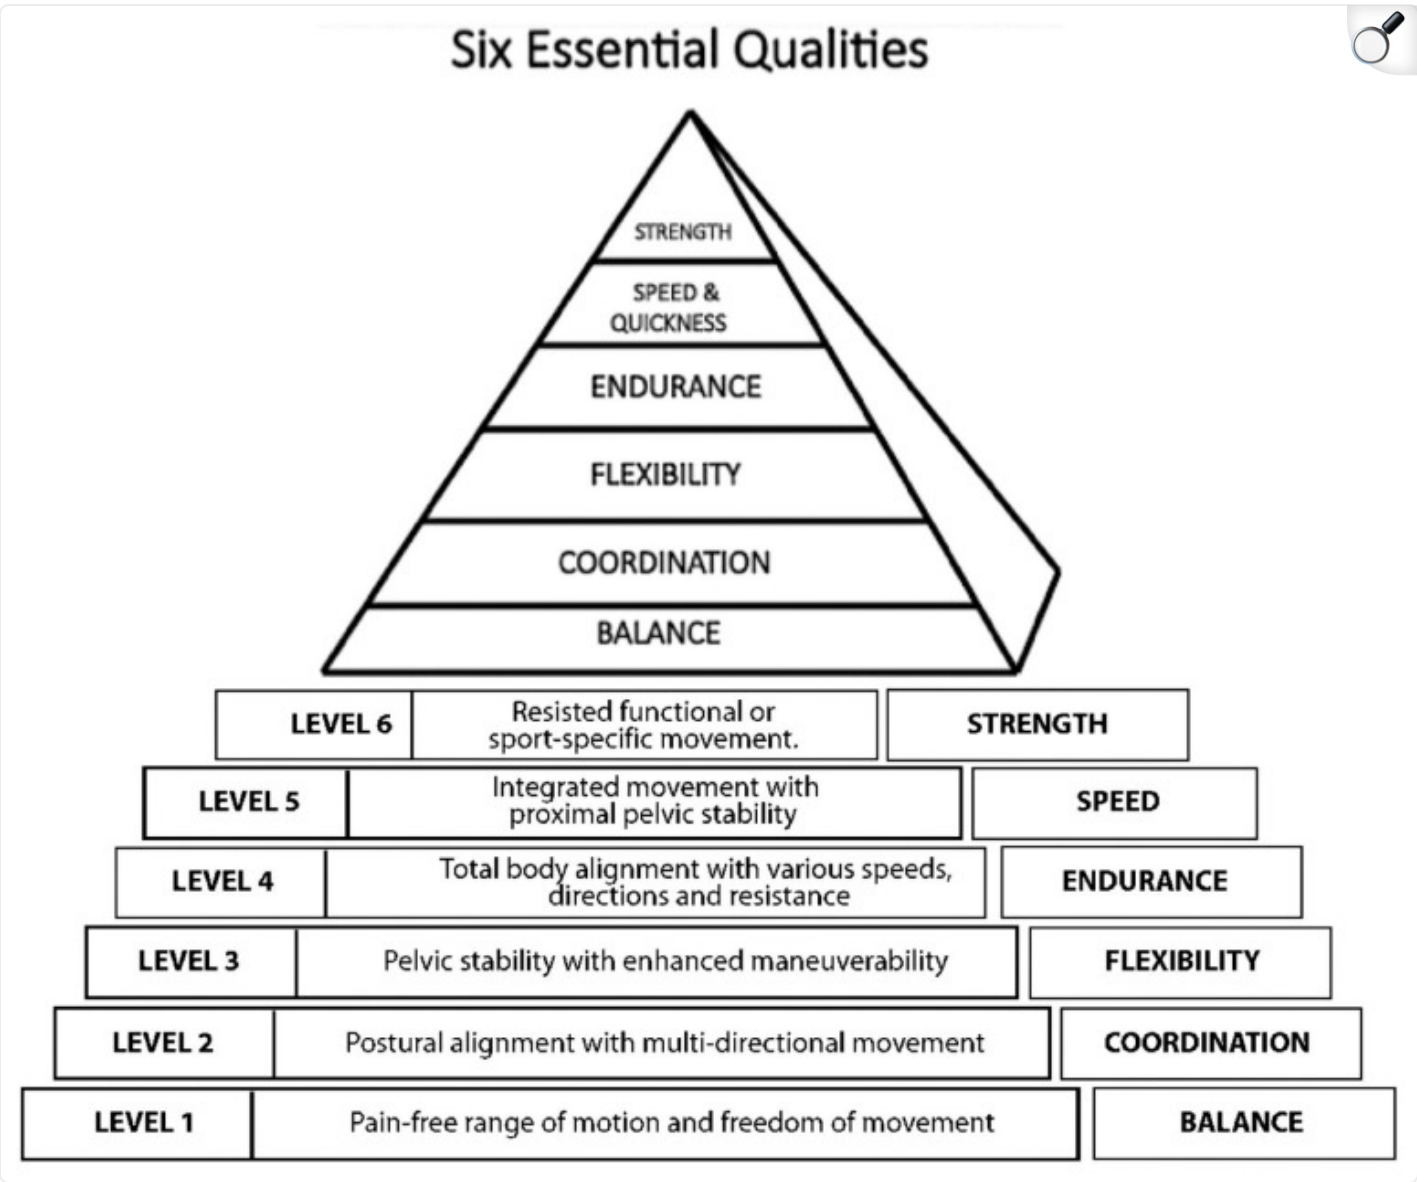 Six Essential Qualities
STRENGTH
SPEED &
QUICKNESS
ENDURANCE
FLEXIBILITY
COORDINATION
BALANCE
LEVEL 6
Resisted functional or
sport-specific movement.
STRENGTH
LEVEL 5
Integrated movement with
proximal pelvic stability
SPEED
LEVEL 4
Total body alignment with various speeds,
directions and resistance
ENDURANCE
LEVEL 3
Pelvic stability with enhanced maneuverability
FLEXIBILITY
LEVEL 2
Postural alignment with multi-directional movement
COORDINATION
LEVEL 1
Pain-free range of motion and freedom of movement
BALANCE